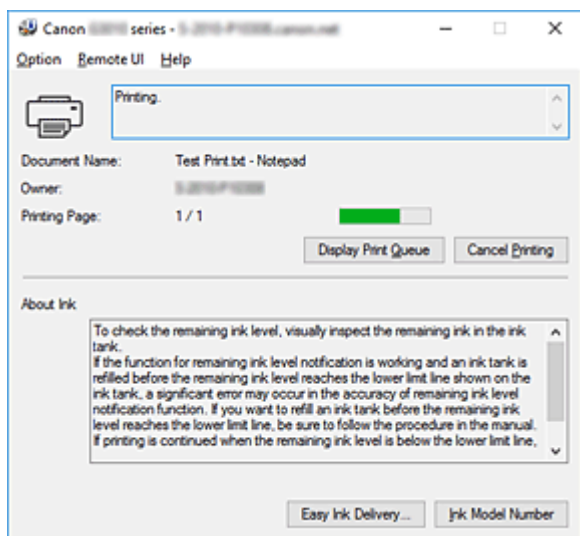 Canon series -
Option Remote UI Help
Printing.
Document Name: Test Print.txt - Notepad
Owner:
Printing Page: 1 / 1
Display Print Queue Cancel Printing
About Ink
To check the remaining ink level, visually inspect the remaining ink in the ink
tank.
If the function for remaining ink level notification is working and an ink tank is
refilled before the remaining ink level reaches the lower limit line shown on the
ink tank, a significant error may occur in the accuracy of remaining ink level
notification function. If you want to refill an ink tank before the remaining ink
level reaches the lower limit line, be sure to follow the procedure in the manual.
If printing is continued when the remaining ink level is below the lower limit line,
Easy Ink Delivery... Ink Model Number